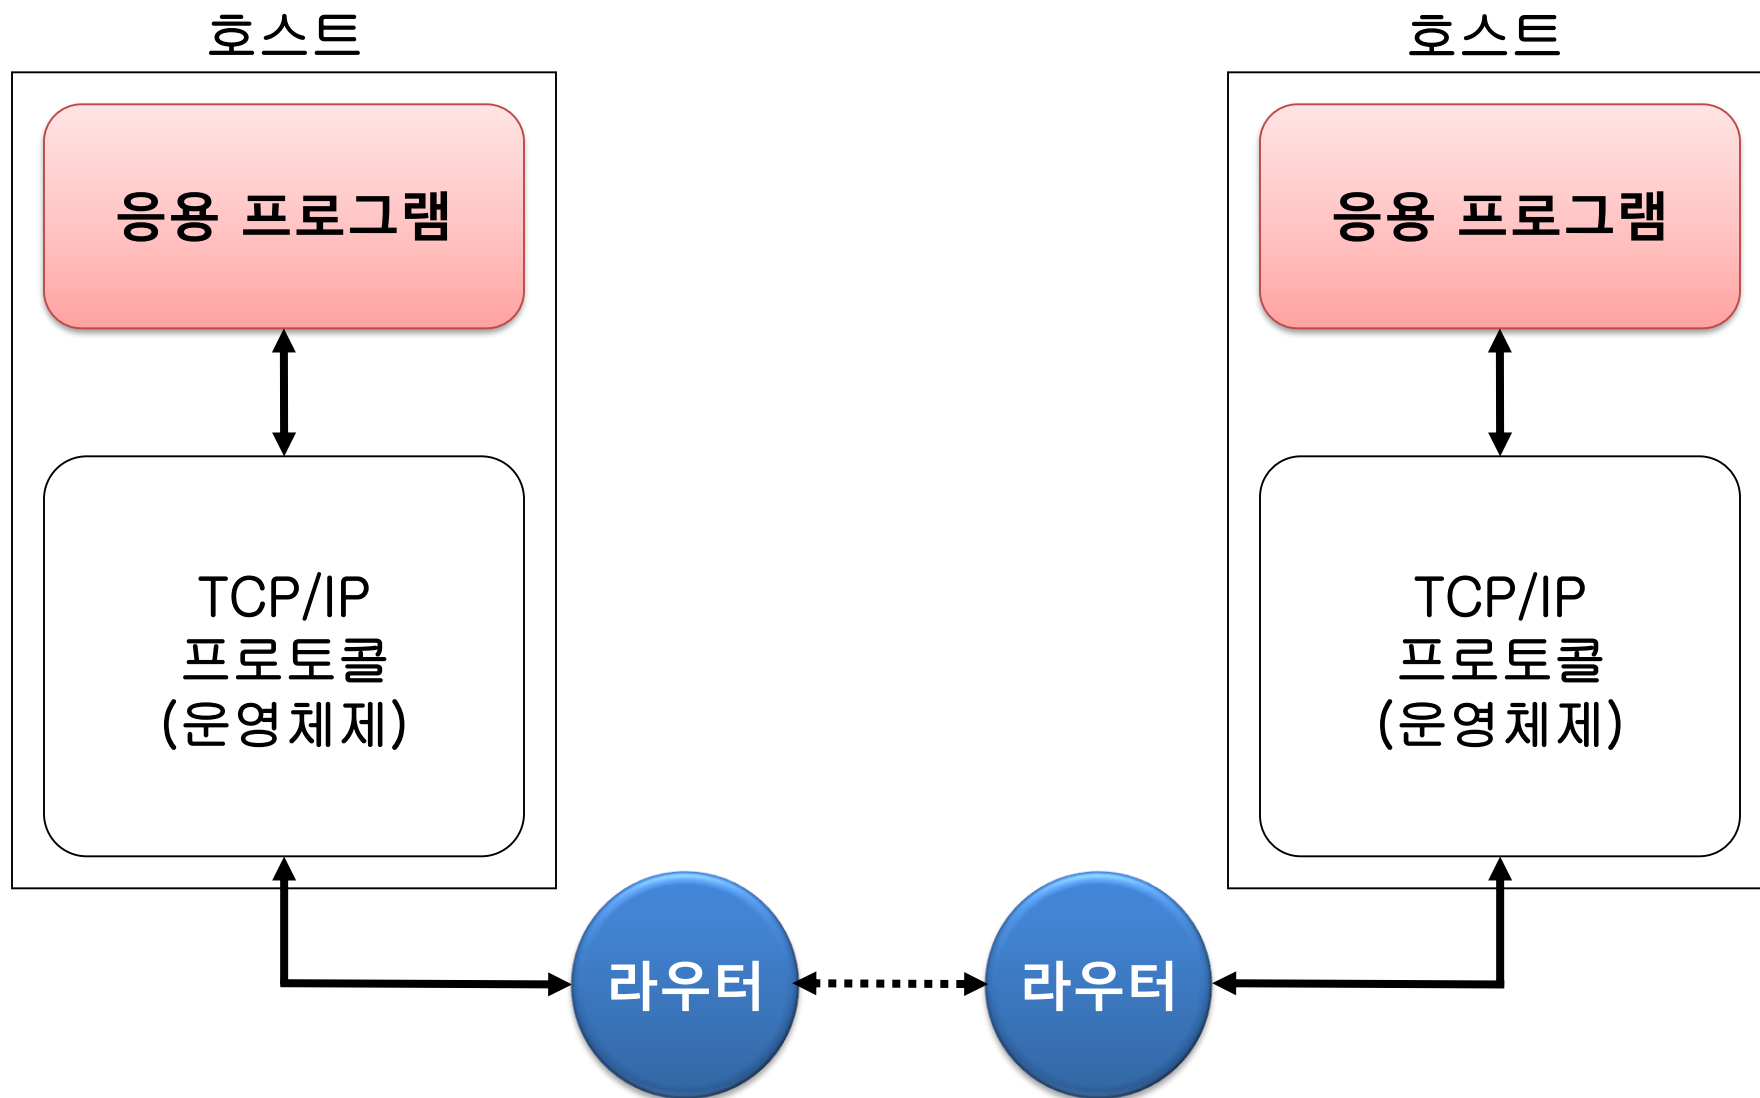 호스트
호스트
응용 프로그램
응용 프로그램
TCP/IP
프로토콜
(운영체제)
TCP/IP
프로토콜
(운영체제)
라우터
라우터